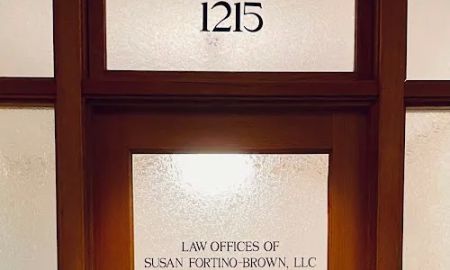 1215
LAW OFFICES OF
SUSAN FORTINO-BROWN, LLC